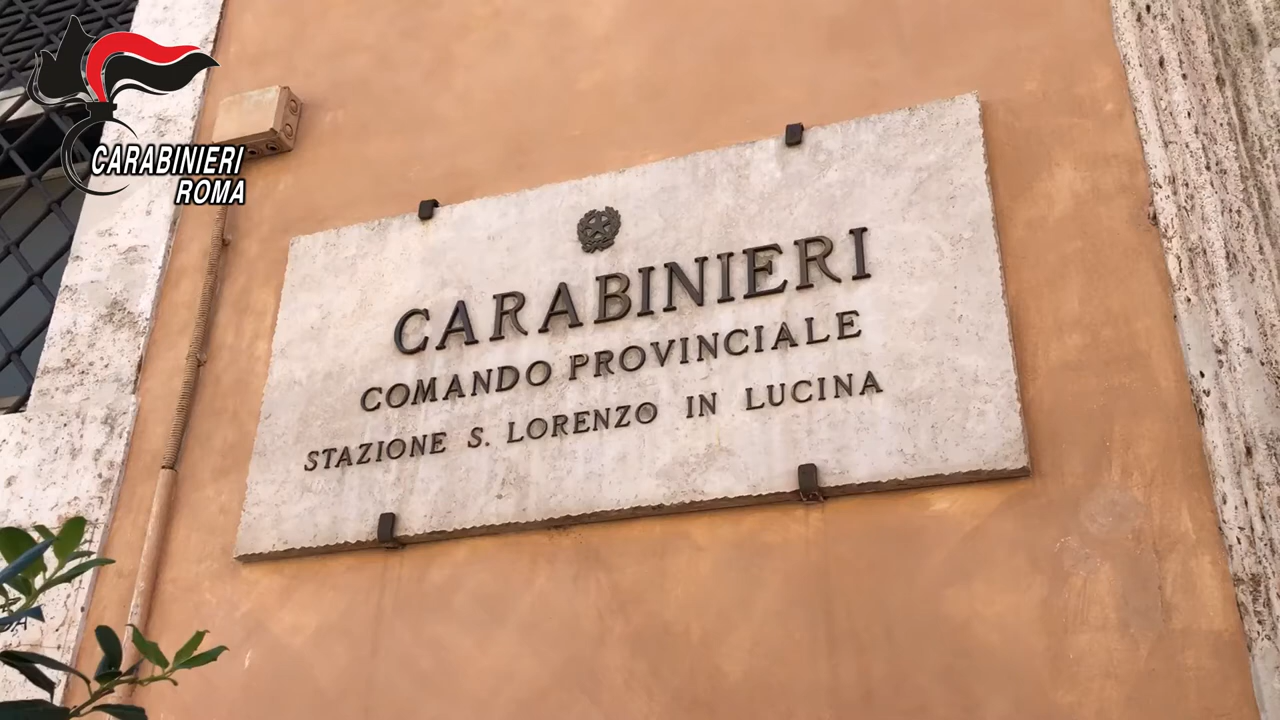 CARABINIERI
ROMA
CARABINIERI
COMANDO PROVINCIALE
STAZIONE S. LORENZO IN LUCINA